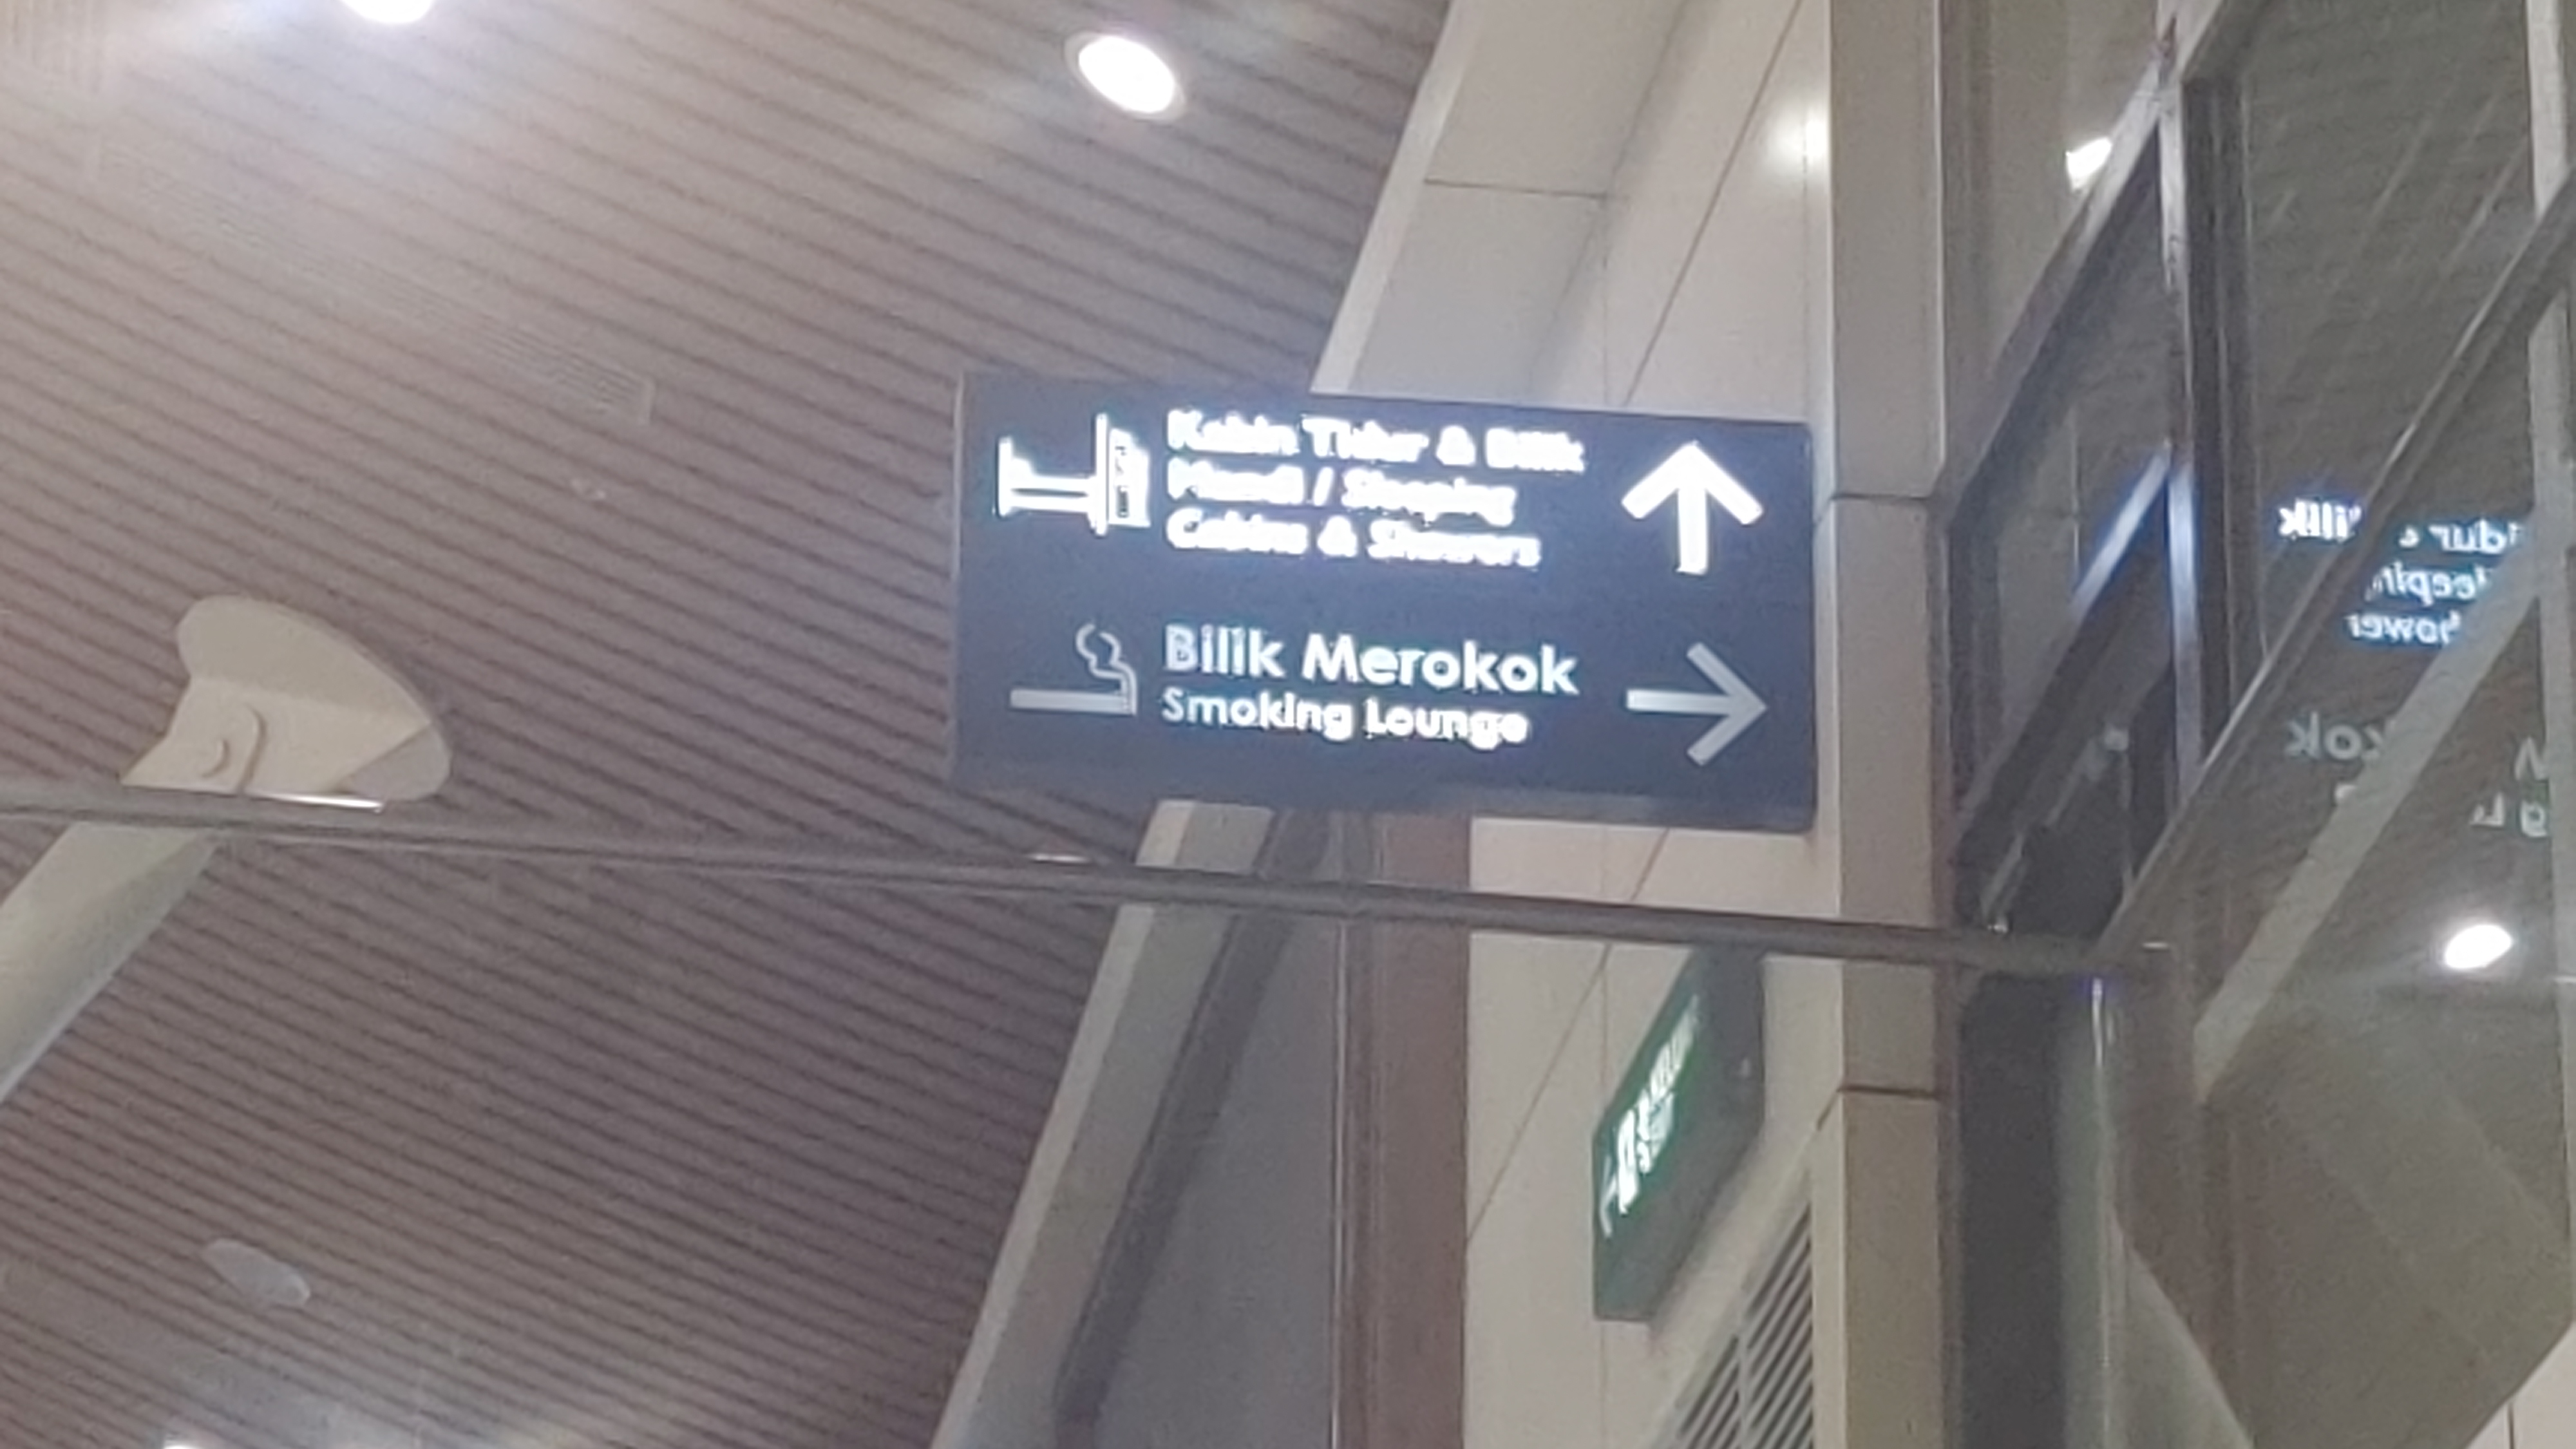 Kabin Tidur & Bilik
Mandi / Sleeping
Cabins & Showers
Bilik Merokok
Smoking Lounge